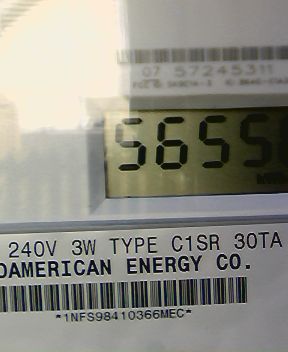 07 57245311
5655
240V 3W TYPE C1SR 30TA
DAMERICAN ENERGY CO.
*1NFS98410366MEC*